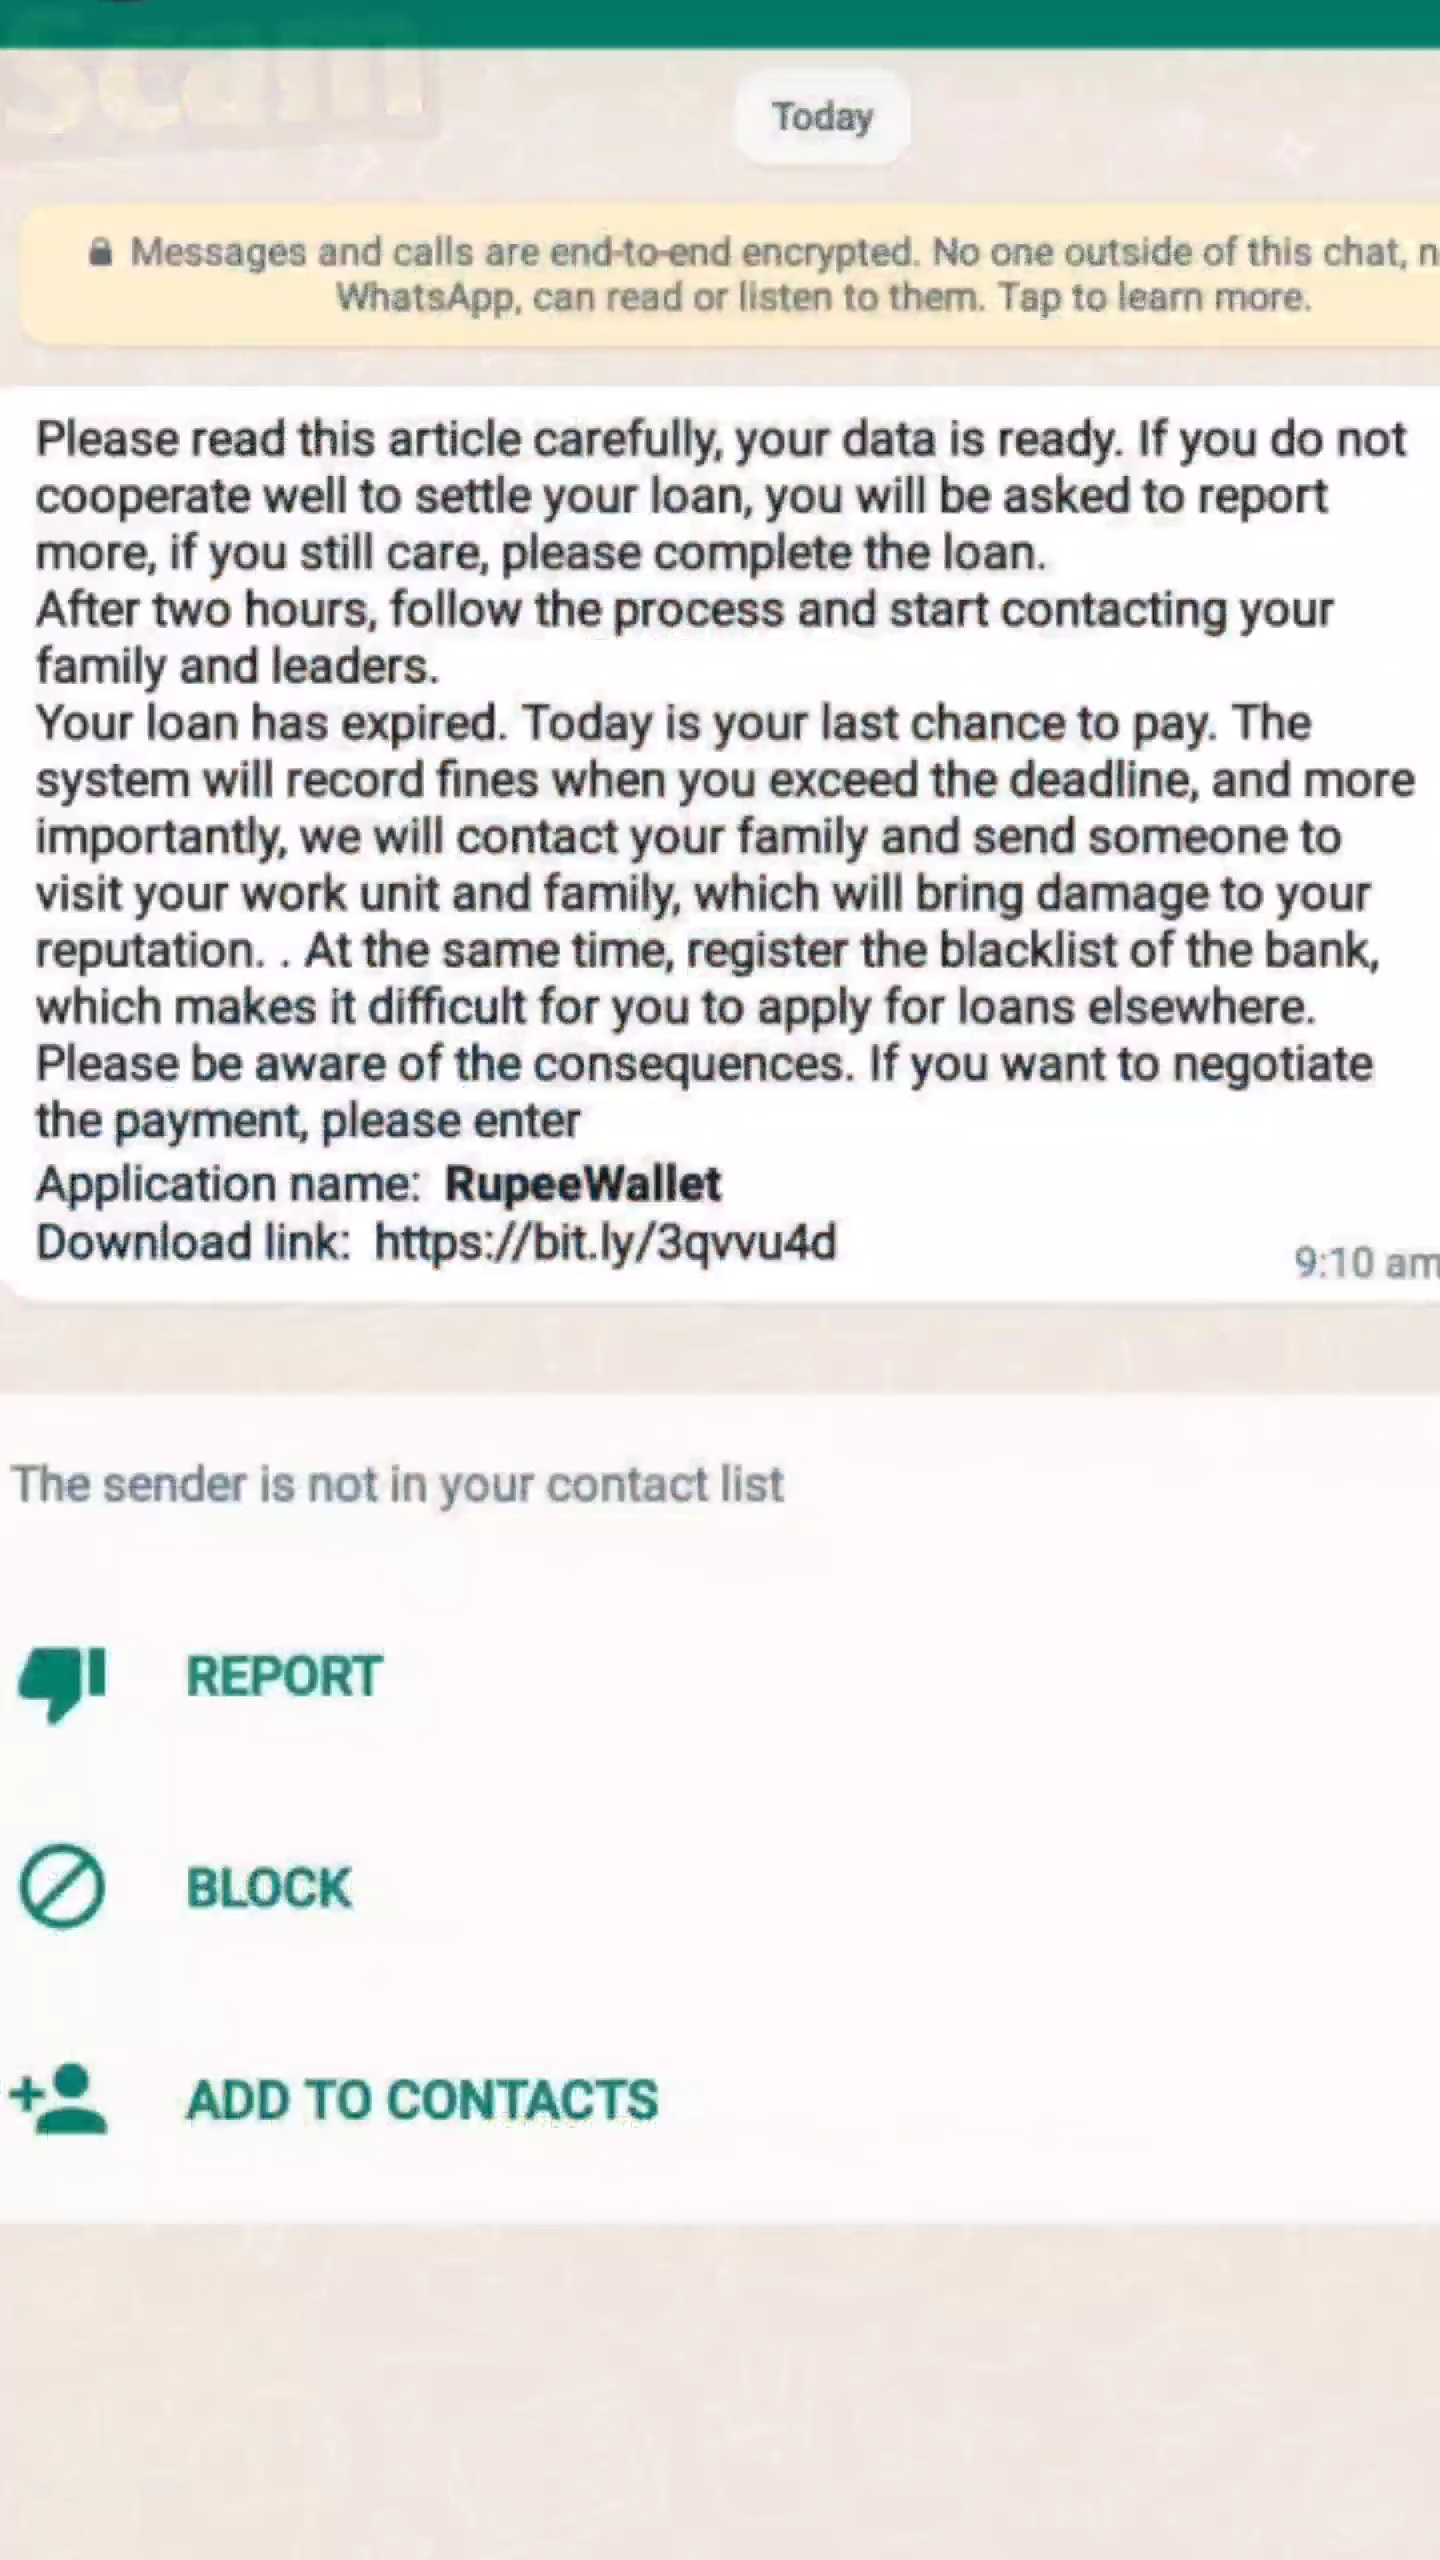 Scam
Today
Messages and calls are end-to-end encrypted. No one outside of this chat,
WhatsApp, can read or listen to them. Tap to learn more.
Please read this article carefully, your data is ready. If you do not
cooperate well to settle your loan, you will be asked to report
more, if you still care, please complete the loan.
After two hours, follow the process and start contacting your
family and leaders.
Your loan has expired. Today is your last chance to pay. The
system will record fines when you exceed the deadline, and more
importantly, we will contact your family and send someone to
visit your work unit and family, which will bring damage to your
reputation. . At the same time, register the blacklist of the bank,
which makes it difficult for you to apply for loans elsewhere.
Please be aware of the consequences. If you want to negotiate
the payment, please enter
Application name: RupeeWallet
Download link: https://bit.ly/3qvvu4d
9:10 am
The sender is not in your contact list
REPORT
BLOCK
ADD TO CONTACTS